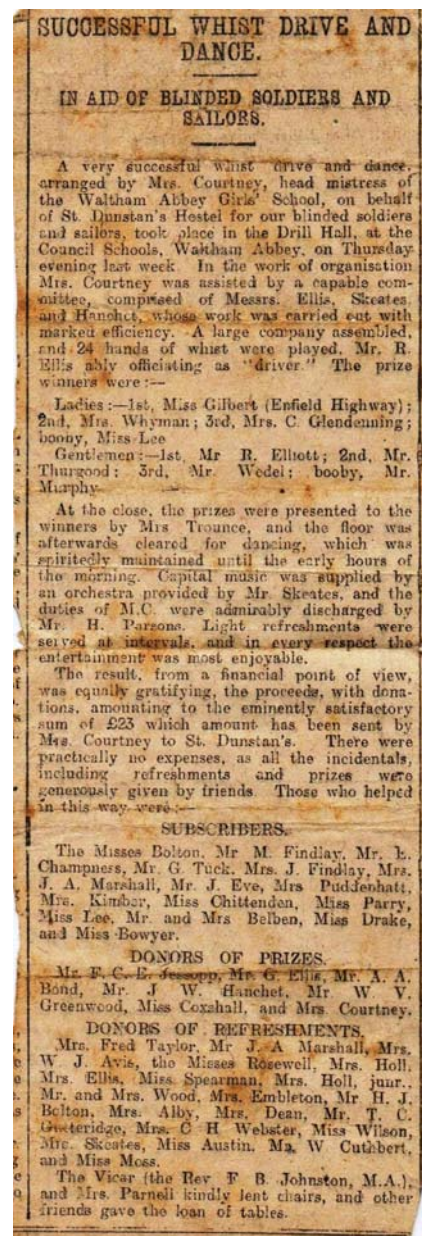 SUCCESSFUL WHIST DRIVE AND
DANCE.
IN AID OF BLINDED SOLDIERS AND
SAILORS.
A very successful whist drive and dance,
arranged by Mrs. Courtney, head mistress of
the Waltham Abbey Girls' School, on behalf
of St. Dunstan's Hostel for our blinded soldiers
and sailors, took place in the Drill Hall, at the
Council Schools, Waltham Abbey, on Thursday
evening last week. In the work of organisation
Mrs. Courtney was assisted by a capable com-
mittee, comprised of Messrs. Ellis, Skeates,
and Hanchet, whose work was carried out with
marked efficiency. A large company assembled,
and 24 hands of whist were played, Mr. R.
Ellis ably officiating as "driver." The prize
winners were :—
Ladies :—1st, Miss Gilbert (Enfield Highway) ;
2nd, Mrs. Whyman ; 3rd, Mrs. C. Glendenning ;
booby, Miss Lee
Gentlemen :—1st, Mr R. Elliott ; 2nd, Mr.
Thurgood ; 3rd, Mr. Wedel ; booby, Mr.
Murphy
At the close, the prizes were presented to the
winners by Mrs Trounce, and the floor was
afterwards cleared for dancing, which was
spiritedly maintained until the early hours of
the morning. Capital music was supplied by
an orchestra provided by Mr. Skeates, and the
duties of M.C. were admirably discharged by
Mr. H. Parsons. Light refreshments were
served at intervals, and in every respect the
entertainment was most enjoyable.
The result, from a financial point of view,
was equally gratifying, the proceeds, with dona-
tions, amounting to the eminently satisfactory
sum of £23 which amount has been sent by
Mrs. Courtney to St. Dunstan's. There were
practically no expenses, as all the incidentals,
including refreshments and prizes were
generously given by friends. Those who helped
in this way were :—
SUBSCRIBERS.
The Misses Bolton, Mr M. Findlay, Mr.
Champness, Mr. G. Tuck, Mrs. J. Findlay, Mrs.
J. A. Marshall, Mr. J. Eve, Mrs Puddephatt,
Mrs. Kimber, Miss Chittenden, Miss Parry,
Miss Lee, Mr. and Mrs Belben, Miss Drake,
and Miss Bowyer.
DONORS OF PRIZES.
Mr. F. C. E. Jessopp, Mr. G. Ellis, Mr. A. A.
Bond, Mr. J W. Hanchet, Mr. W V.
Greenwood, Miss Coxshall, and Mrs. Courtney.
DONORS OF REFRESHMENTS.
Mrs. Fred Taylor, Mr J. A Marshall, Mrs.
W J. Avis, the Misses Rosewell, Mrs. Holl,
Mrs. Ellis, Miss Spearman, Mrs. Holl, junr.,
Mr. and Mrs. Wood, Mrs. Embleton, Mr H. J.
Bolton, Mrs. Alby, Mrs. Dean, Mr. T. C.
Gutteridge, Mrs. C H Webster, Miss Wilson,
Mrs. Skeates, Miss Austin, Mr. W Cuthbert,
and Miss Moss.
The Vicar (the Rev F B. Johnston, M.A.),
and Mrs. Parnell kindly lent chairs, and other
friends gave the loan of tables.